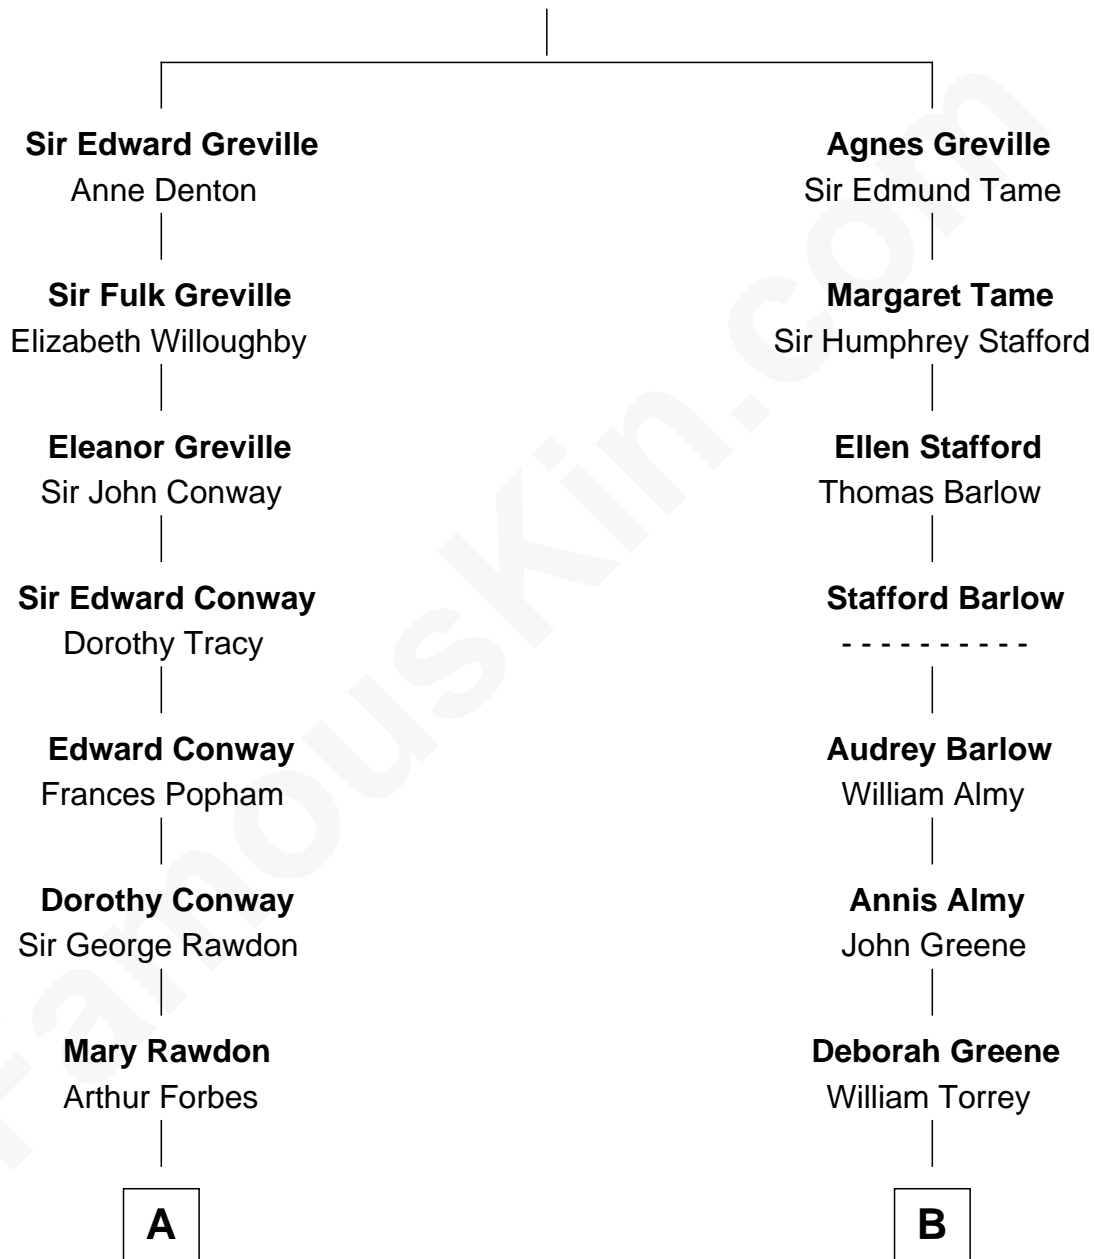 Sir Edward Greville
Anne Denton
Sir Fulk Greville
Elizabeth Willoughby
Eleanor Greville
Sir John Conway
Sir Edward Conway
Dorothy Tracy
Edward Conway
Frances Popham
Dorothy Conway
Sir George Rawdon
Mary Rawdon
Arthur Forbes
A
Agnes Greville
Sir Edmund Tame
Margaret Tame
Sir Humphrey Stafford
Ellen Stafford
Thomas Barlow
Stafford Barlow
- - - - - - - - - -
Audrey Barlow
William Almy
Annis Almy
John Greene
Deborah Greene
William Torrey
B
FamousKin.com